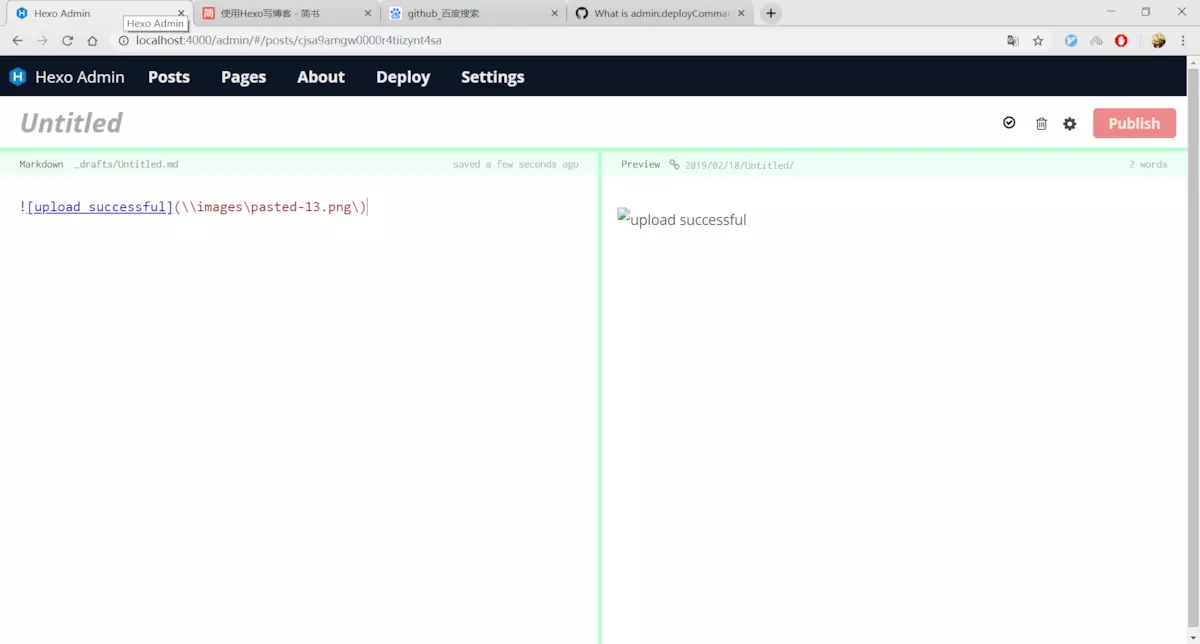 Hexo Admin
使用Hexo写博客 - 简书
github_百度搜索
What is admin.deployComma
Hexo Admin
localhost:4000/admin/#/posts/cjsa9amgw0000r4tiizynt4sa
Hexo Admin Posts Pages About Deploy Settings
Untitled
Publish
Markdown _drafts/Untitled.md saved a few seconds ago
Preview 2019/02/18/Untitled/ 2 words
![upload successful](\\images\pasted-13.png\)
upload successful